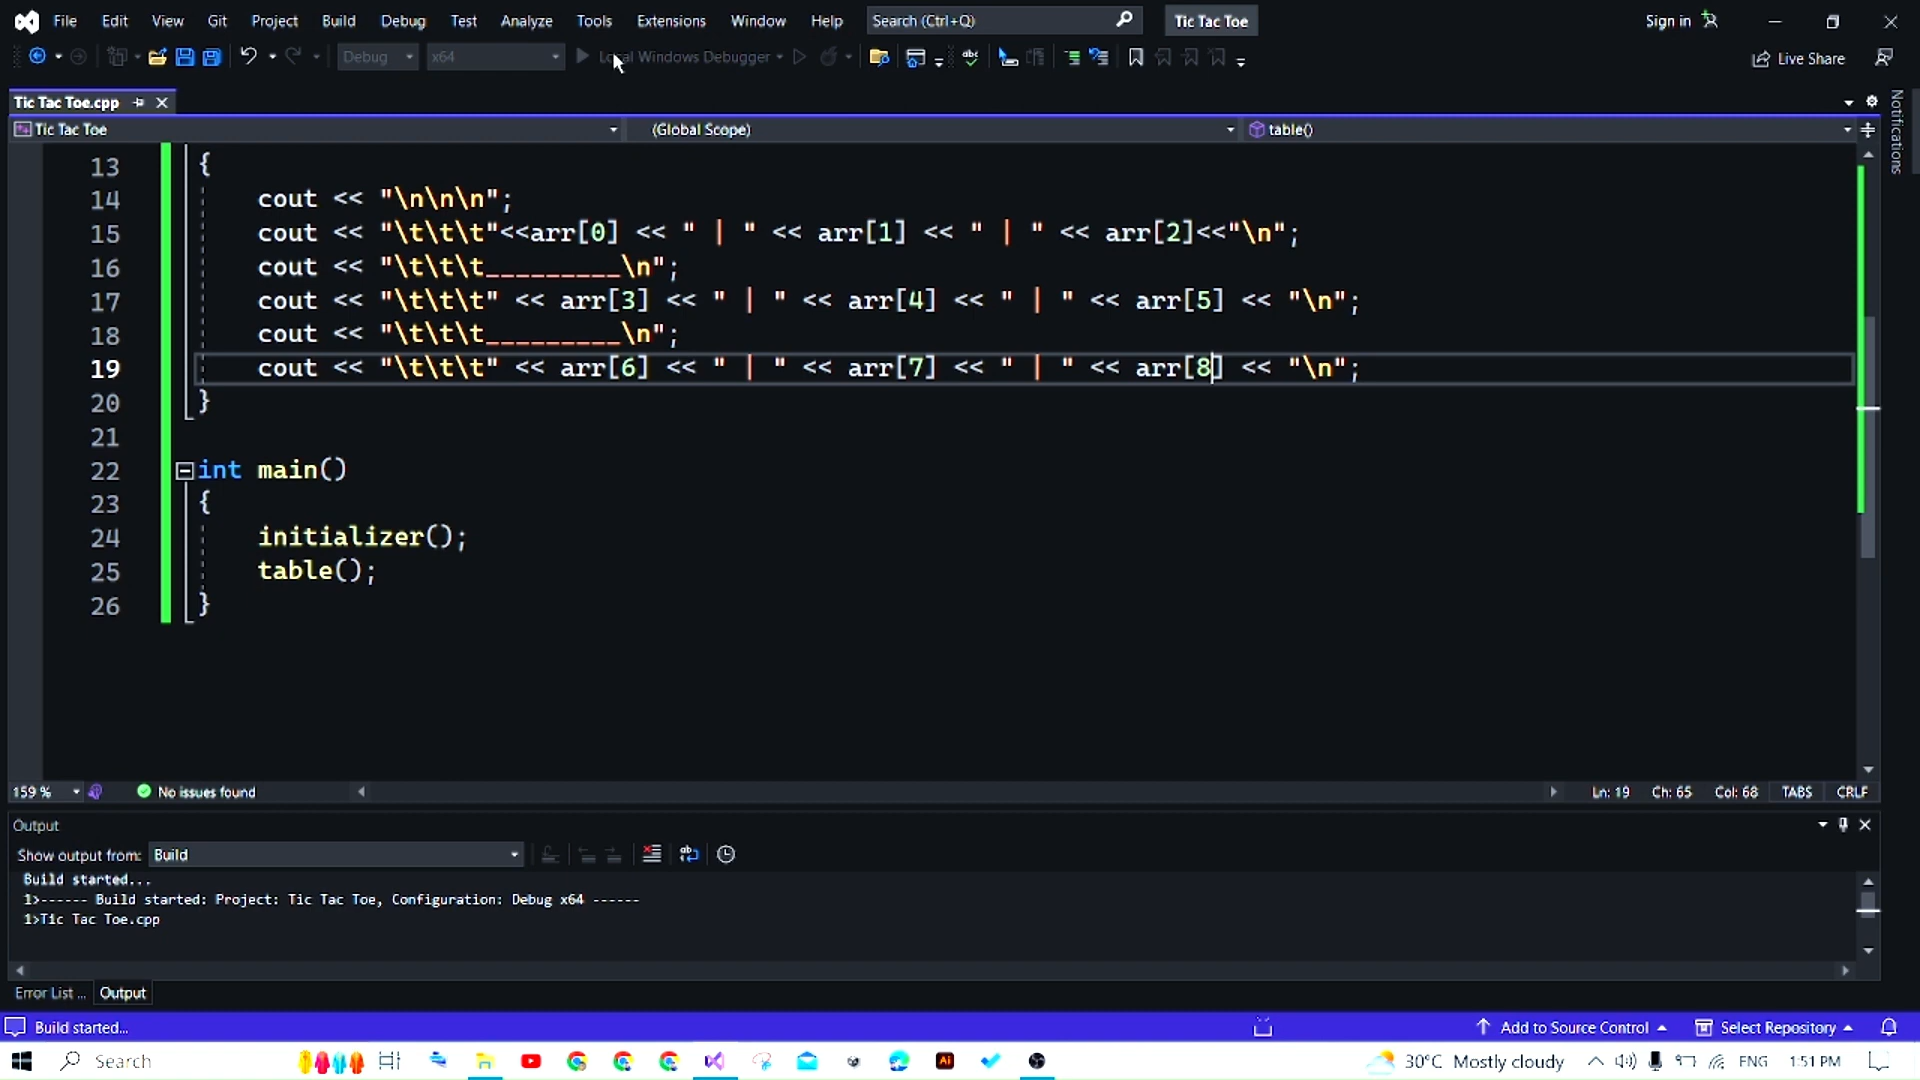 File Edit View Git Project Build Debug Test Analyze Tools Extensions Window Help Search (Ctrl+Q) Tic Tac Toe Sign in
Debug x64 Local Windows Debugger Live Share
Tic Tac Toe.cpp
Notifications
Tic Tac Toe (Global Scope) table()
13 {
14 cout << "\n\n\n";
15 cout << "\t\t\t"<<arr[0] << " | " << arr[1] << " | " << arr[2]<<"\n";
16 cout << "\t\t\t_________\n";
17 cout << "\t\t\t" << arr[3] << " | " << arr[4] << " | " << arr[5] << "\n";
18 cout << "\t\t\t_________\n";
19 cout << "\t\t\t" << arr[6] << " | " << arr[7] << " | " << arr[8] << "\n";
20 }
21
22 int main()
23 {
24 initializer();
25 table();
26 }
159 % No issues found Ln: 19 Ch: 65 Col: 68 TABS CRLF
Output
Show output from: Build
Build started...
1>------ Build started: Project: Tic Tac Toe, Configuration: Debug x64 ------
1>Tic Tac Toe.cpp
Error List ... Output
Build started... Add to Source Control Select Repository
Search Ai 30°C Mostly cloudy ENG 1:51 PM